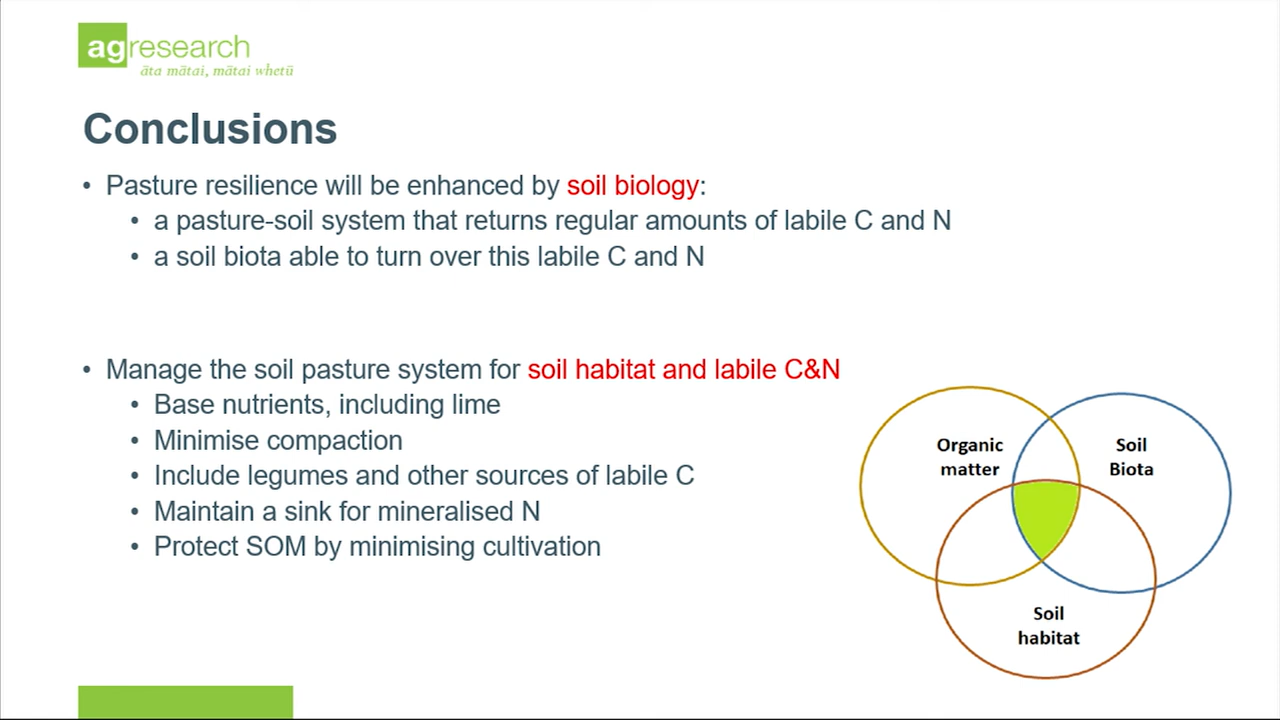 agresearch
āta mātai, mātai whetū
Conclusions
• Pasture resilience will be enhanced by soil biology:
• a pasture-soil system that returns regular amounts of labile C and N
• a soil biota able to turn over this labile C and N
• Manage the soil pasture system for soil habitat and labile C&N
• Base nutrients, including lime
• Minimise compaction
• Include legumes and other sources of labile C
• Maintain a sink for mineralised N
• Protect SOM by minimising cultivation
Organic
matter
Soil
Biota
Soil
habitat